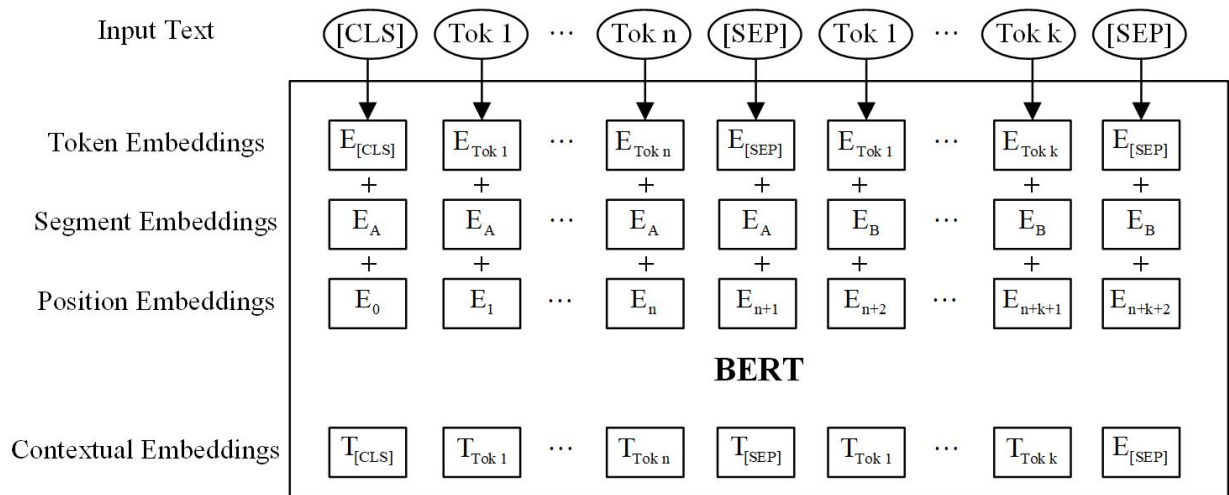 Input Text [CLS] Tok 1 ··· Tok n [SEP] Tok 1 ··· Tok k [SEP]
Token Embeddings E[CLS] ETok 1 ··· ETok n E[SEP] ETok 1 ··· ETok k E[SEP]
+ + + + + + +
Segment Embeddings EA EA ··· EA EA EB ··· EB EB
+ + + + + + +
Position Embeddings E0 E1 ··· En En+1 En+2 ··· En+k+1 En+k+2
BERT
Contextual Embeddings T[CLS] TTok 1 ··· TTok n T[SEP] TTok 1 ··· TTok k E[SEP]